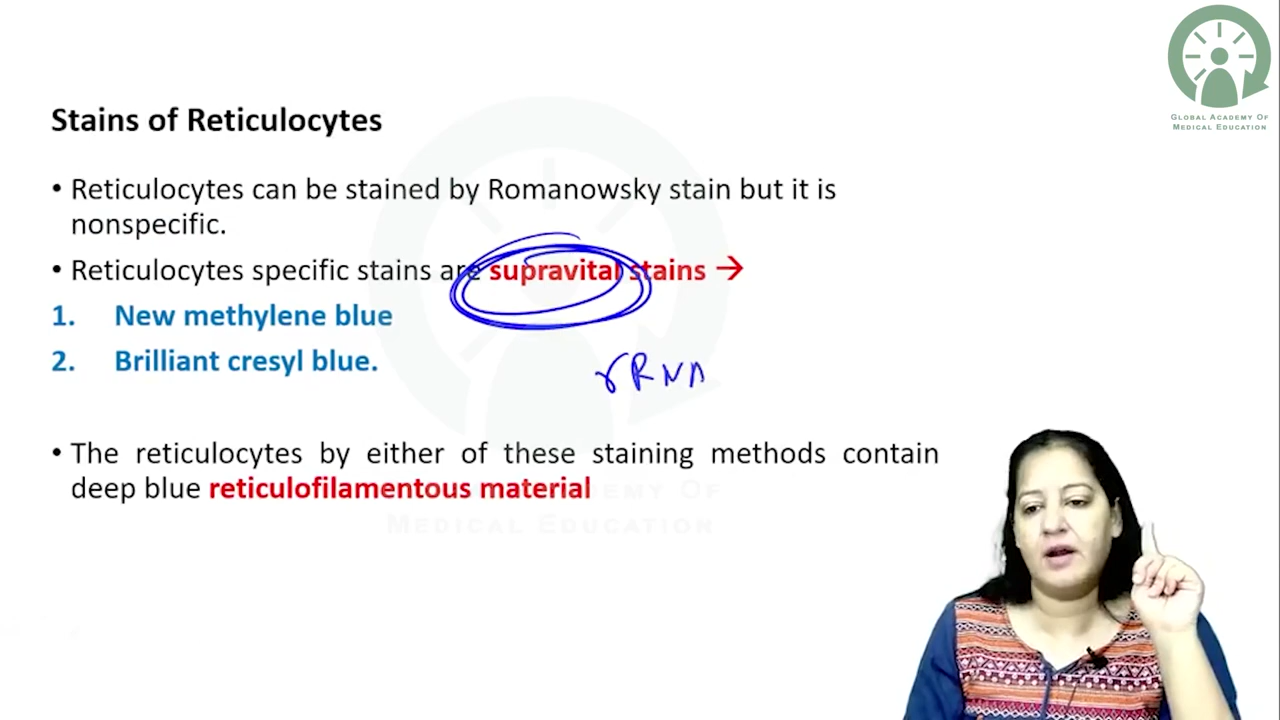 GLOBAL ACADEMY OF
MEDICAL EDUCATION
Stains of Reticulocytes
• Reticulocytes can be stained by Romanowsky stain but it is
nonspecific.
• Reticulocytes specific stains are supravital stains →
1. New methylene blue
2. Brilliant cresyl blue.
rRNA
• The reticulocytes by either of these staining methods contain
deep blue reticulofilamentous material
MEDICAL EDUCATION